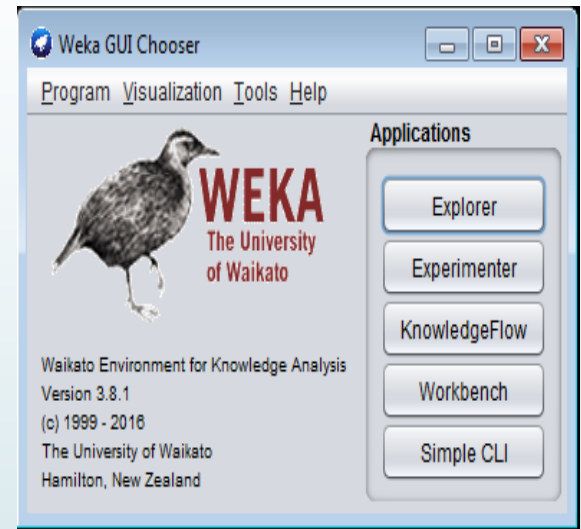 Weka GUI Chooser
Program Visualization Tools Help
WEKA
The University
of Waikato
Waikato Environment for Knowledge Analysis
Version 3.8.1
(c) 1999 - 2016
The University of Waikato
Hamilton, New Zealand
Applications
Explorer
Experimenter
KnowledgeFlow
Workbench
Simple CLI